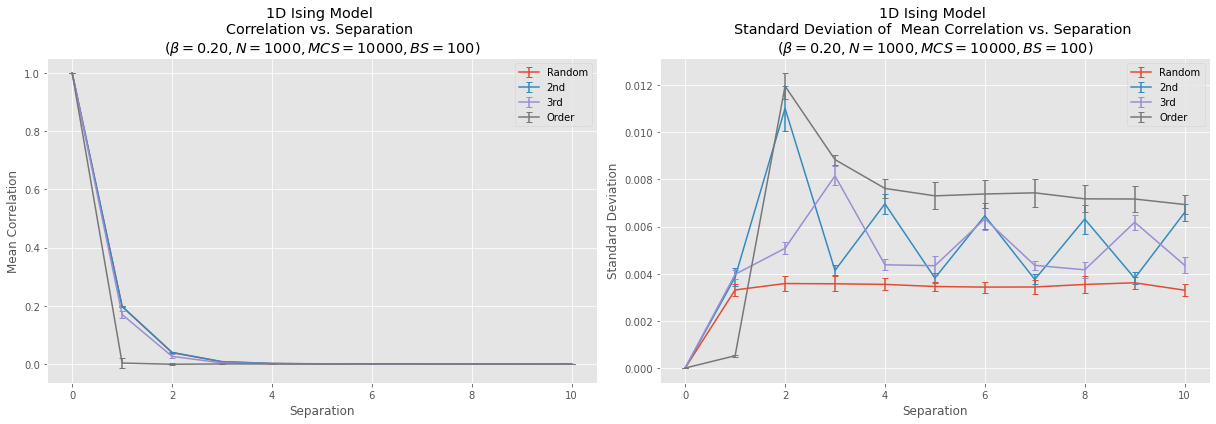 1D Ising Model
Correlation vs. Separation
(β = 0.20, N = 1000, MCS = 10000, BS = 100)
Mean Correlation
1.0
0.8
0.6
0.4
0.2
0.0
0 2 4 6 8 10
Separation
Random
2nd
3rd
Order
1D Ising Model
Standard Deviation of Mean Correlation vs. Separation
(β = 0.20, N = 1000, MCS = 10000, BS = 100)
Standard Deviation
0.012
0.010
0.008
0.006
0.004
0.002
0.000
0 2 4 6 8 10
Separation
Random
2nd
3rd
Order